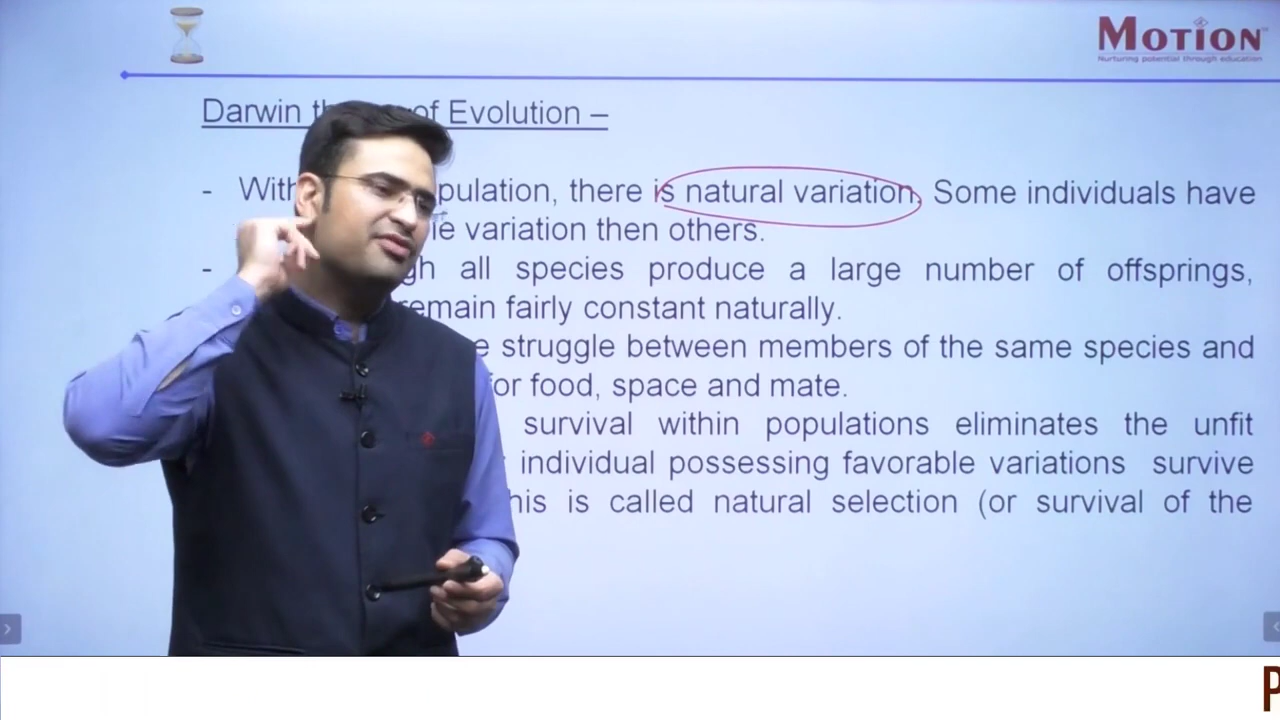 MOTION
Nurturing potential through education
Darwin of Evolution –
- With there is natural variation. Some individuals have
variation then others.
- all species produce a large number of offsprings,
remain fairly constant naturally.
struggle between members of the same species and
for food, space and mate.
survival within populations eliminates the unfit
individual possessing favorable variations survive
is called natural selection (or survival of the